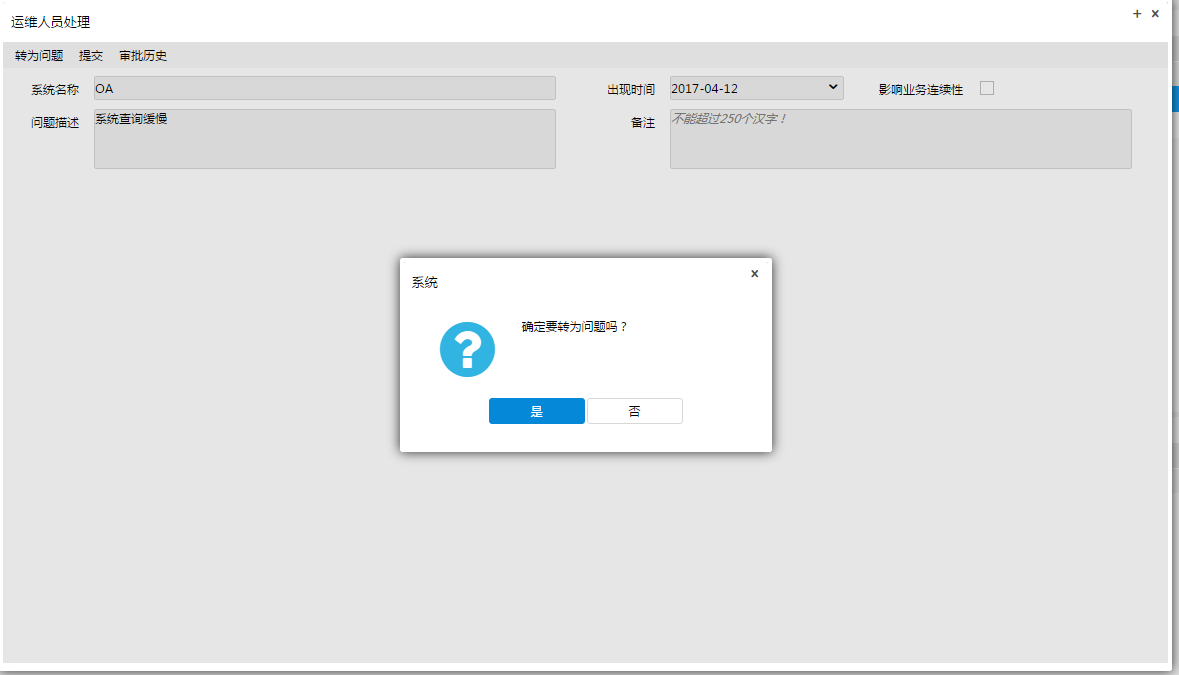 运维人员处理
转为问题 提交 审批历史
系统名称 OA 出现时间 2017-04-12 影响业务连续性
问题描述 系统查询缓慢 备注 不能超过250个汉字！
系统
确定要转为问题吗？
是 否